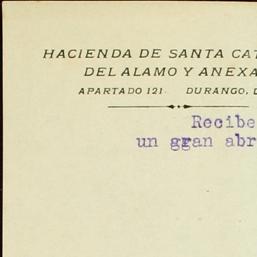 HACIENDA DE SANTA CAT
DEL ALAMO Y ANEXA
APARTADO 121. DURANGO, D
Recibe
un gran abr